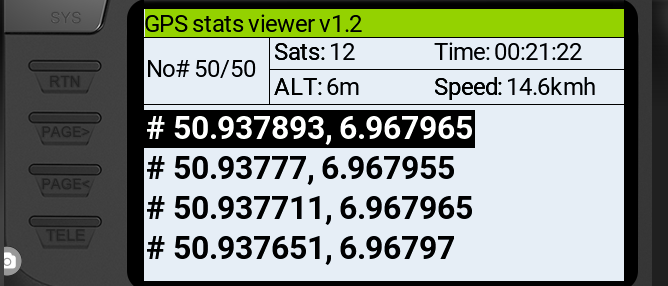 SYS
GPS stats viewer v1.2
No# 50/50
Sats: 12
Time: 00:21:22
ALT: 6m
Speed: 14.6kmh
RTN
PAGE>
PAGE<
TELE
# 50.937893, 6.967965
# 50.93777, 6.967955
# 50.937711, 6.967965
# 50.937651, 6.96797